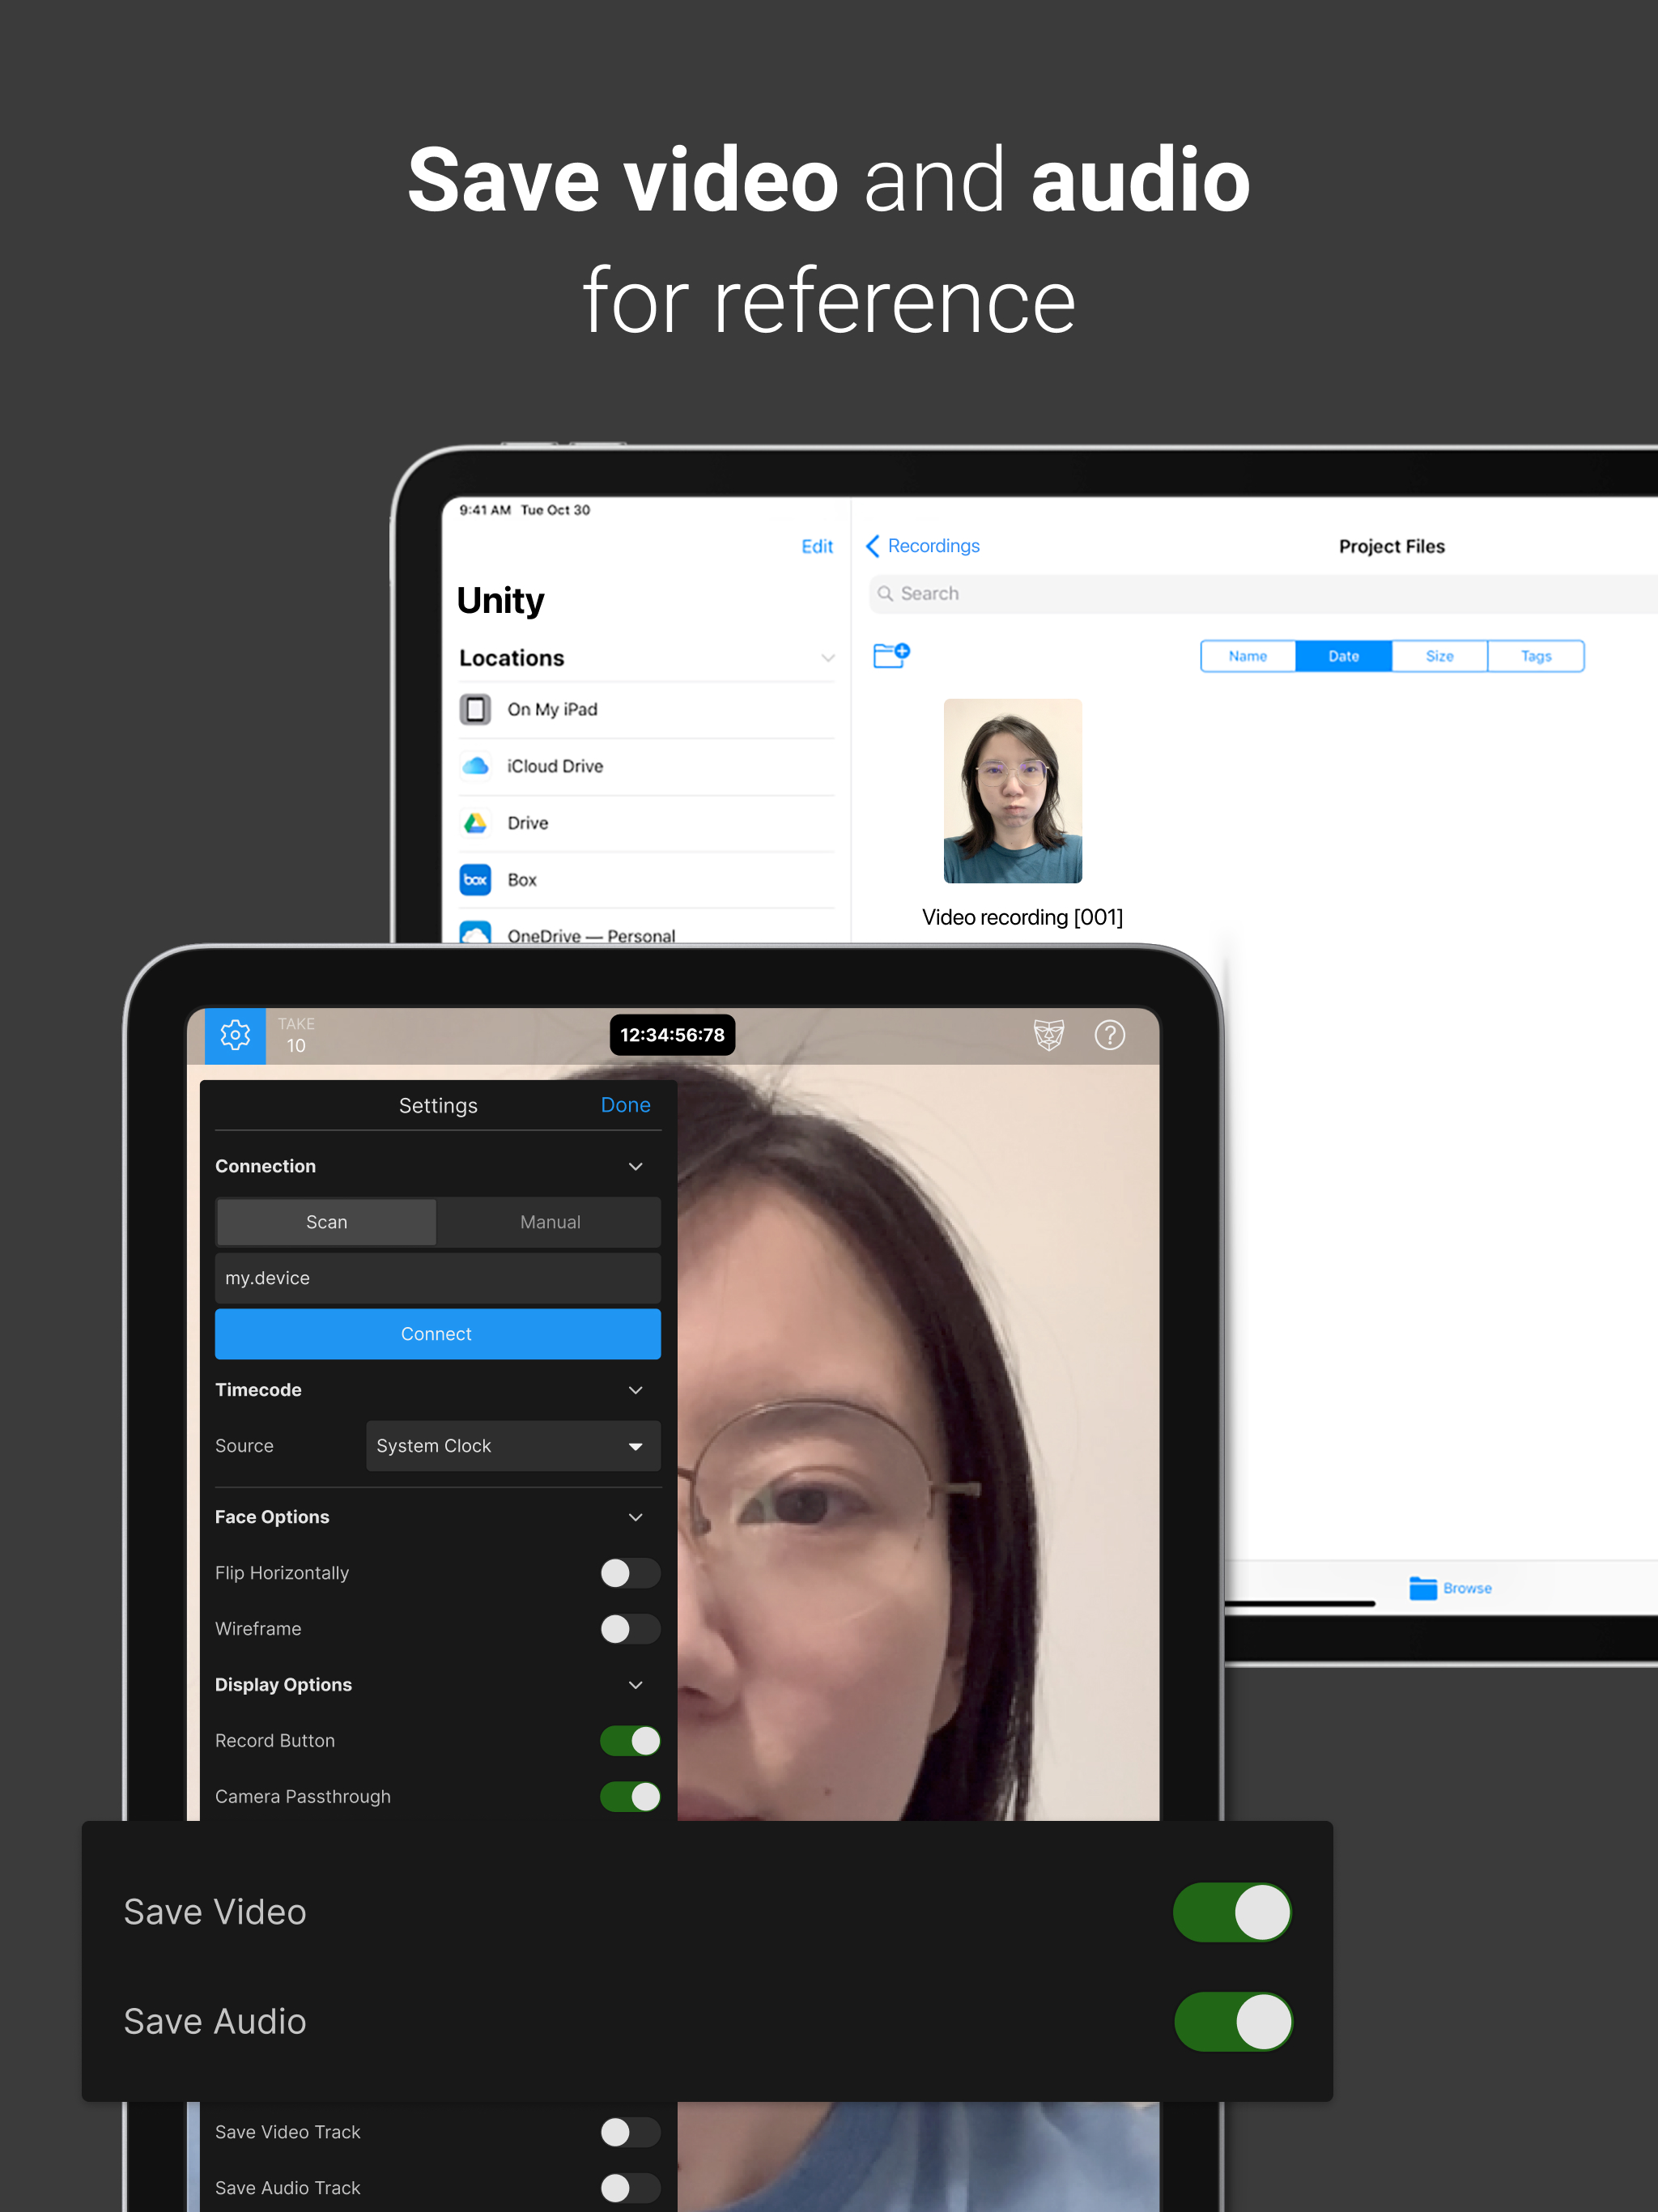 Save video and audio
for reference
9:41 AM Tue Oct 30
Edit
Recordings
Project Files
Unity
Search
Locations
Name
Date
Size
Tags
On My iPad
iCloud Drive
Drive
box
Box
OneDrive — Personal
Video recording [001]
TAKE
10
12:34:56:78
?
Settings
Done
Connection
Scan
Manual
my.device
Connect
Timecode
Source
System Clock
Face Options
Flip Horizontally
Wireframe
Browse
Display Options
Record Button
Camera Passthrough
Save Video
Save Audio
Save Video Track
Save Audio Track